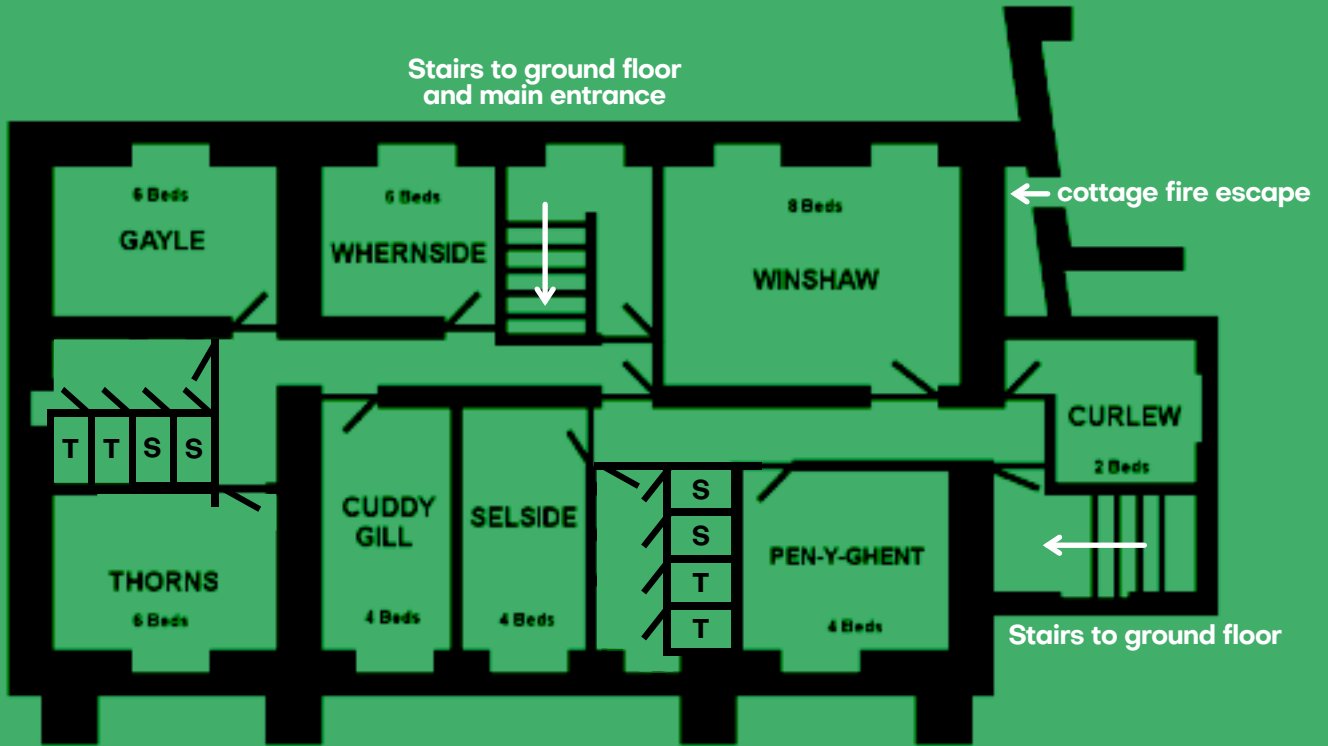 Stairs to ground floor
and main entrance
cottage fire escape
6 Beds
GAYLE
6 Beds
WHERNSIDE
8 Beds
WINSHAW
CURLEW
2 Beds
T T S S
CUDDY
GILL
4 Beds
SELSIDE
4 Beds
S
S
T
T
PEN-Y-GHENT
4 Beds
THORNS
6 Beds
Stairs to ground floor